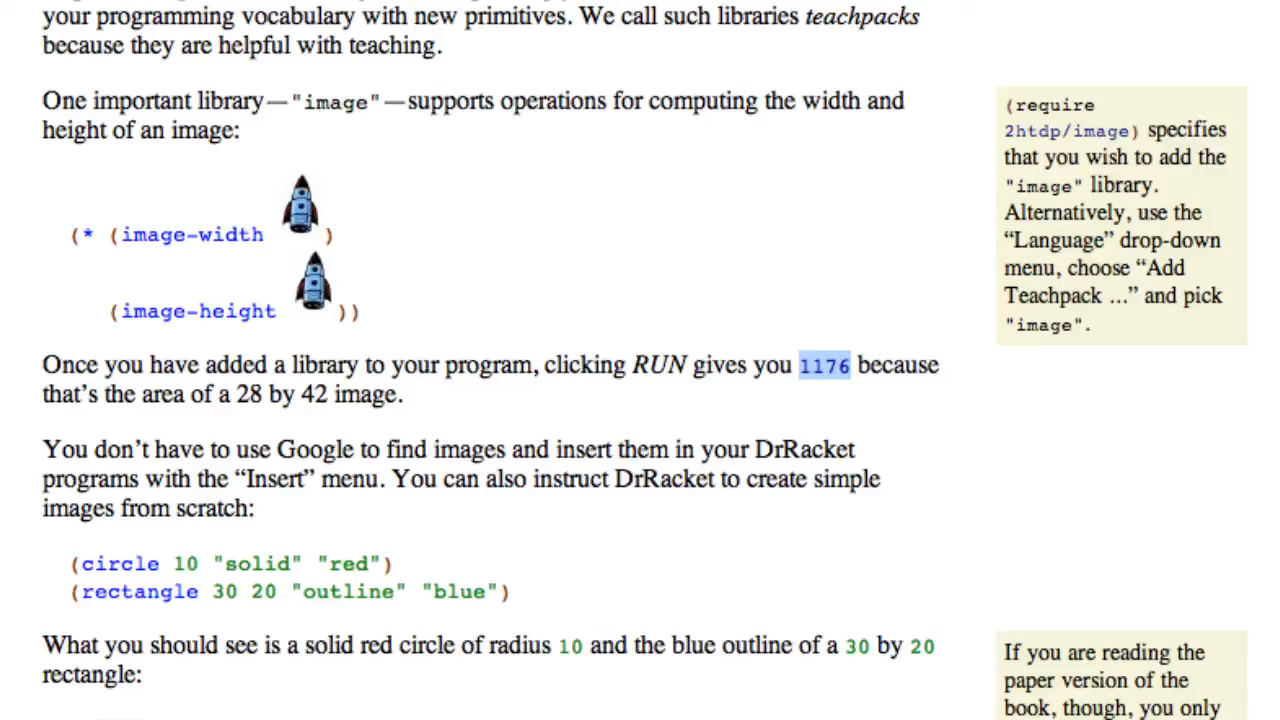 your programming vocabulary with new primitives. We call such libraries teachpacks
because they are helpful with teaching.
One important library—"image"—supports operations for computing the width and
height of an image:
(* (image-width )
(image-height ))
Once you have added a library to your program, clicking RUN gives you 1176 because
that’s the area of a 28 by 42 image.
You don’t have to use Google to find images and insert them in your DrRacket
programs with the “Insert” menu. You can also instruct DrRacket to create simple
images from scratch:
(circle 10 "solid" "red")
(rectangle 30 20 "outline" "blue")
What you should see is a solid red circle of radius 10 and the blue outline of a 30 by 20
rectangle:
(require
2htdp/image) specifies
that you wish to add the
"image" library.
Alternatively, use the
“Language” drop-down
menu, choose “Add
Teachpack ...” and pick
"image".
If you are reading the
paper version of the
book, though, you only